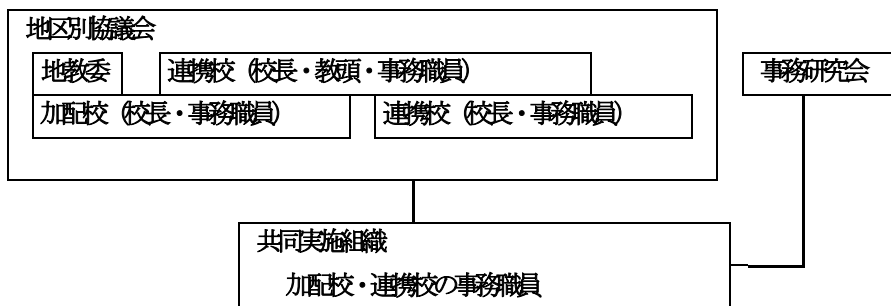 地区別協議会
地教委
連携校（校長・教頭・事務職員）
事務研究会
加配校（校長・事務職員）
連携校（校長・事務職員）
共同実施組織
加配校・連携校の事務職員